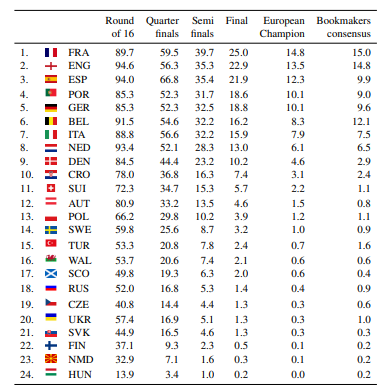 Round Quarter Semi Final European Bookmakers
of 16 finals finals Champion consensus
1. FRA 89.7 59.5 39.7 25.0 14.8 15.0
2. ENG 94.6 56.3 35.3 22.9 13.5 14.8
3. ESP 94.0 66.8 35.4 21.9 12.3 9.9
4. POR 85.3 52.3 31.7 18.6 10.1 9.0
5. GER 85.3 52.3 32.5 18.8 10.1 9.6
6. BEL 91.5 54.6 32.2 16.2 8.3 12.1
7. ITA 88.8 56.6 32.2 15.9 7.9 7.5
8. NED 93.4 52.1 28.3 13.0 6.1 6.5
9. DEN 84.5 44.4 23.2 10.2 4.6 2.9
10. CRO 78.0 36.8 16.3 7.4 3.1 2.4
11. SUI 72.3 34.7 15.3 5.7 2.2 1.1
12. AUT 80.9 33.2 13.5 4.6 1.5 0.8
13. POL 66.2 29.8 10.2 3.9 1.2 1.1
14. SWE 59.8 25.6 8.7 3.2 1.0 0.9
15. TUR 53.3 20.8 7.8 2.4 0.7 1.6
16. WAL 53.7 20.6 7.4 2.1 0.6 0.6
17. SCO 49.8 19.3 6.3 2.0 0.6 0.4
18. RUS 52.0 16.8 5.3 1.4 0.4 0.9
19. CZE 40.8 14.4 4.4 1.3 0.3 0.6
20. UKR 57.4 16.9 5.1 1.3 0.3 1.0
21. SVK 44.9 16.5 4.6 1.3 0.3 0.3
22. FIN 37.1 9.3 2.3 0.5 0.1 0.2
23. NMD 32.9 7.1 1.6 0.3 0.1 0.2
24. HUN 13.9 3.4 1.0 0.2 0.0 0.2